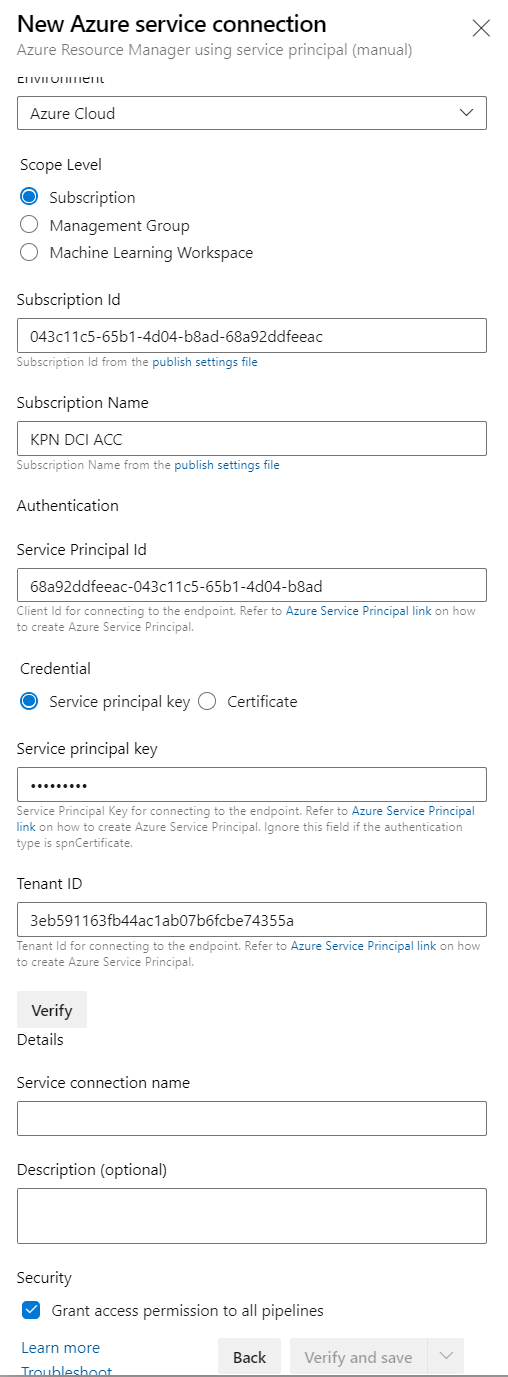 New Azure service connection
Azure Resource Manager using service principal (manual)
Environment
Azure Cloud
Scope Level
Subscription
Management Group
Machine Learning Workspace
Subscription Id
043c11c5-65b1-4d04-b8ad-68a92ddfeeac
Subscription Id from the publish settings file
Subscription Name
KPN DCI ACC
Subscription Name from the publish settings file
Authentication
Service Principal Id
68a92ddfeeac-043c11c5-65b1-4d04-b8ad
Client Id for connecting to the endpoint. Refer to Azure Service Principal link on how
to create Azure Service Principal.
Credential
Service principal key Certificate
Service principal key
•••••••••
Service Principal Key for connecting to the endpoint. Refer to Azure Service Principal
link on how to create Azure Service Principal. Ignore this field if the authentication
type is spnCertificate.
Tenant ID
3eb591163fb44ac1ab07b6fcbe74355a
Tenant Id for connecting to the endpoint. Refer to Azure Service Principal link on how
to create Azure Service Principal.
Verify
Details
Service connection name
Description (optional)
Security
Grant access permission to all pipelines
Learn more
Back Verify and save
Troubleshoot